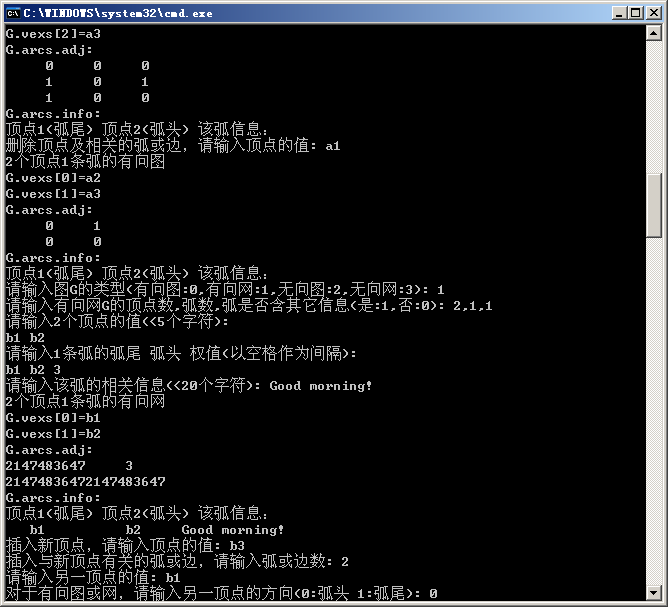 C:\WINDOWS\system32\cmd.exe
G.vexs[2]=a3
G.arcs.adj:
0 0 0
1 0 1
1 0 0
G.arcs.info:
顶点1(弧尾) 顶点2(弧头) 该弧信息:
删除顶点及相关的弧或边, 请输入顶点的值: a1
2个顶点1条弧的有向图
G.vexs[0]=a2
G.vexs[1]=a3
G.arcs.adj:
0 1
0 0
G.arcs.info:
顶点1(弧尾) 顶点2(弧头) 该弧信息:
请输入图G的类型(有向图:0,有向网:1,无向图:2,无向网:3): 1
请输入有向网G的顶点数,弧数,弧是否含其它信息(是:1,否:0): 2,1,1
请输入2个顶点的值(<5个字符):
b1 b2
请输入1条弧的弧尾 弧头 权值(以空格作为间隔):
b1 b2 3
请输入该弧的相关信息(<20个字符): Good morning!
2个顶点1条弧的有向网
G.vexs[0]=b1
G.vexs[1]=b2
G.arcs.adj:
2147483647 3
21474836472147483647
G.arcs.info:
顶点1(弧尾) 顶点2(弧头) 该弧信息:
b1 b2 Good morning!
插入新顶点, 请输入顶点的值: b3
插入与新顶点有关的弧或边, 请输入弧或边数: 2
请输入另一顶点的值: b1
对于有向图或网, 请输入另一顶点的方向(0:弧头 1:弧尾): 0